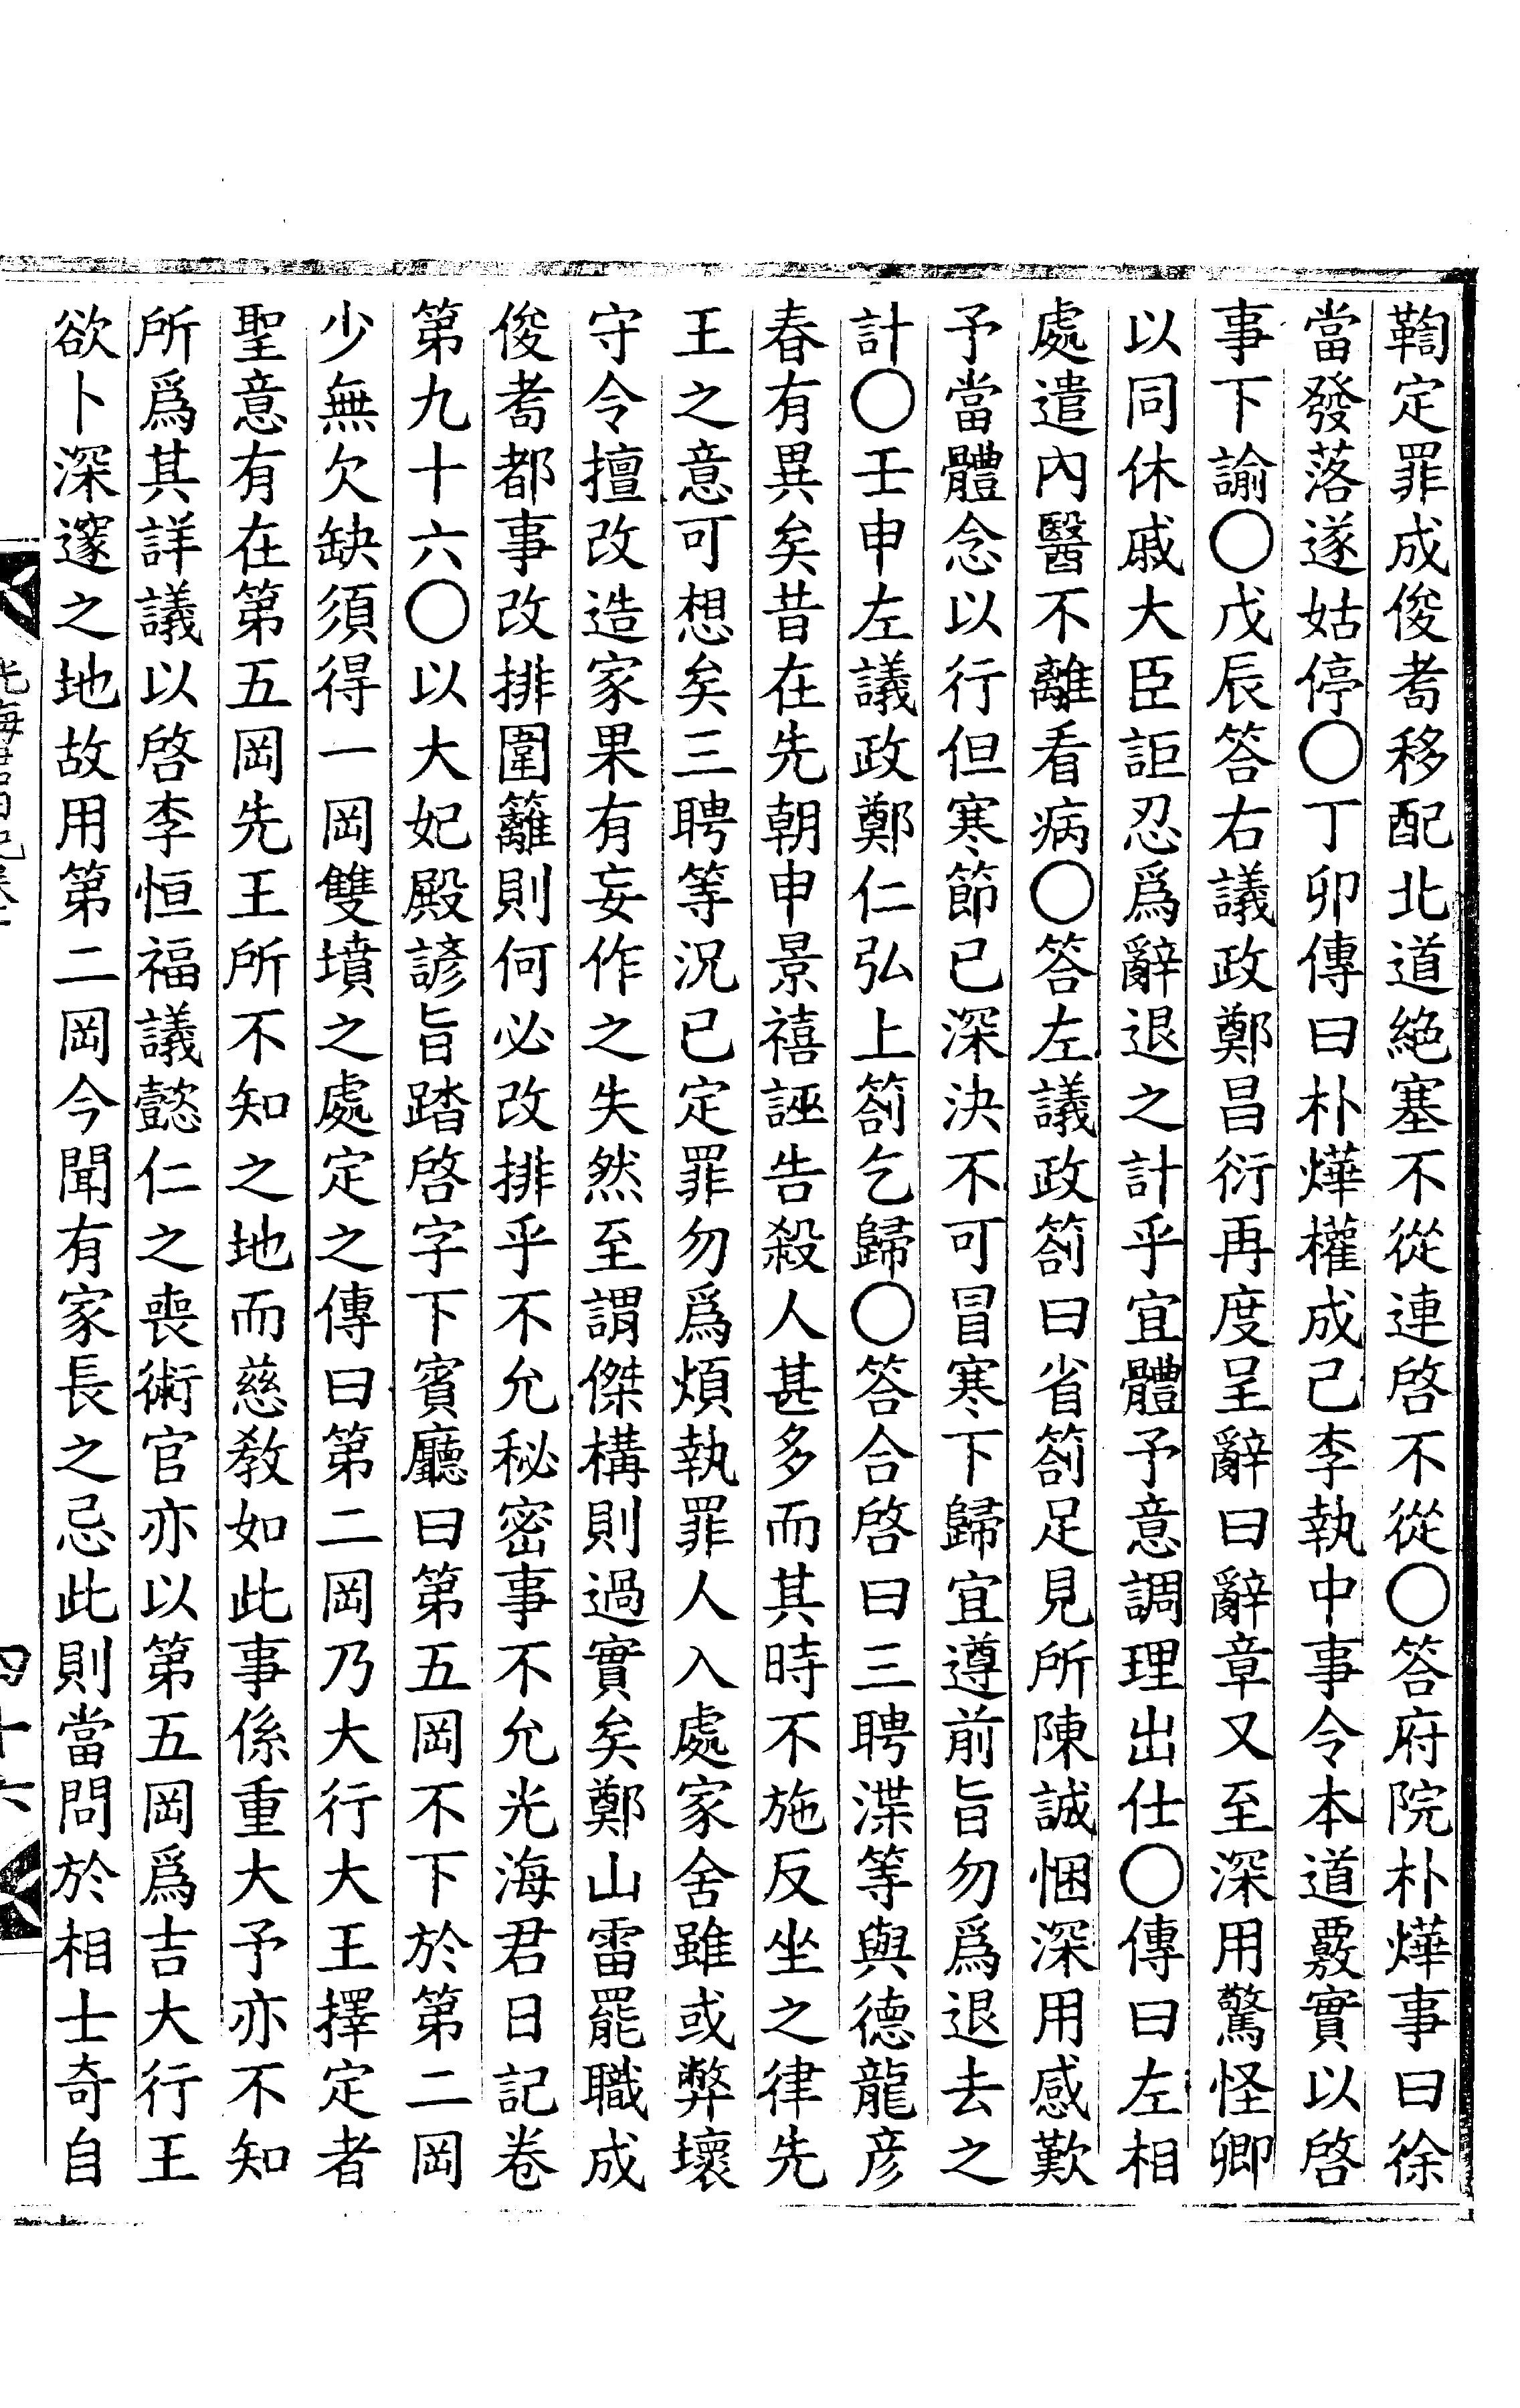 鞫定罪成俊耉移配北道絕塞不從連啓不從〇答府院朴燁事曰徐
當發落遂姑停〇丁卯傳曰朴燁權成己李執中事令本道覈實以啓
事下諭〇戊辰答右議政鄭昌衍再度呈辭曰辭章又至深用驚怪卿
以同休戚大臣詎忍爲辭退之計乎宜體予意調理出仕〇傳曰左相
處遣內醫不離看病〇答左議政箚曰省箚足見所陳誠悃深用感歎
予當體念以行但寒節已深決不可冒寒下歸宜遵前旨勿爲退去之
計〇壬申左議政鄭仁弘上箚乞歸〇答合啓曰三聘渫等與德龍彦
春有異矣昔在先朝申景禧誣告殺人甚多而其時不施反坐之律先
王之意可想矣三聘等況已定罪勿爲煩執罪人入處家舍雖或弊壞
守令擅改造家果有妄作之失然至謂傑構則過實矣鄭山雷罷職成
俊耉都事改排圍籬則何必改排乎不允秘密事不允光海君日記卷
第九十六〇以大妃殿諺旨踏啓字下賓廳曰第五岡不下於第二岡
少無欠缺須得一岡雙墳之處定之傳曰第二岡乃大行大王擇定者
聖意有在第五岡先王所不知之地而慈敎如此事係重大予亦不知
所爲其詳議以啓李恒福議懿仁之喪術官亦以第五岡爲吉大行王
欲卜深邃之地故用第二岡今聞有家長之忌此則當問於相士奇自